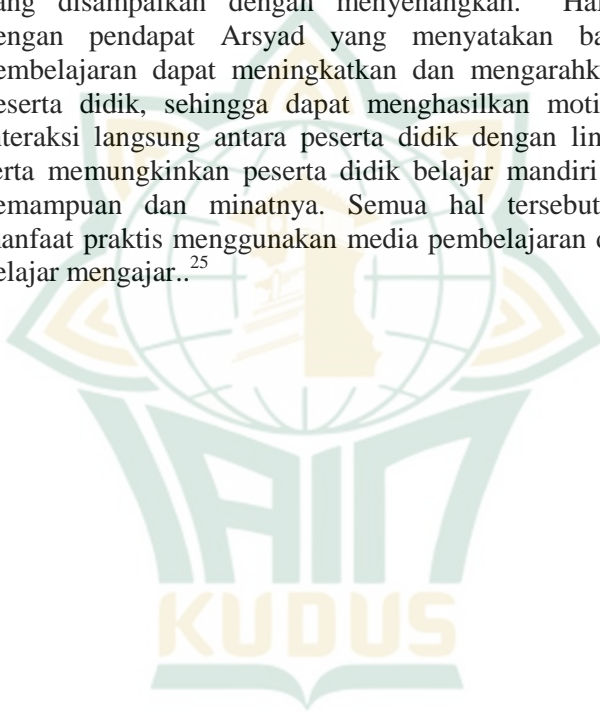 ang disampaikan dengan menyenangkan. Ha
engan pendapat Arsyad yang menyatakan ba
embelajaran dapat meningkatkan dan mengarahk
eserta didik, sehingga dapat menghasilkan moti
nteraksi langsung antara peserta didik dengan lin
erta memungkinkan peserta didik belajar mandiri
emampuan dan minatnya. Semua hal tersebut
anfaat praktis menggunakan media pembelajaran d
elajar mengajar..25
IAIN
KUDUS